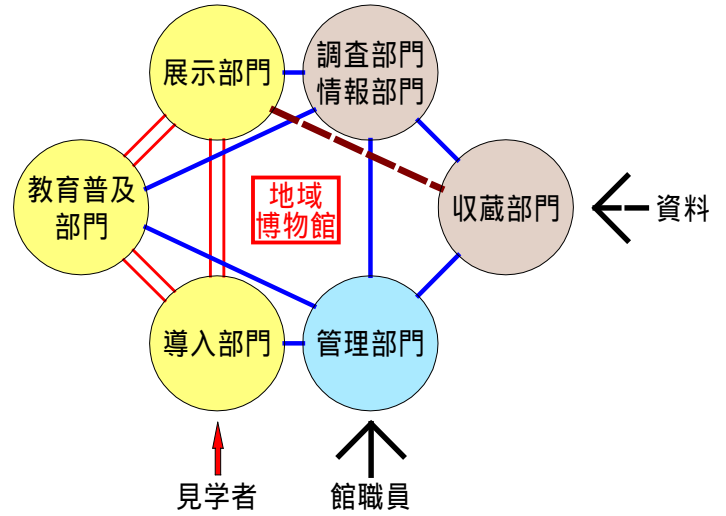 展示部門
調査部門
情報部門
教育普及
部門
地域
博物館
収蔵部門
資料
導入部門
管理部門
見学者
館職員